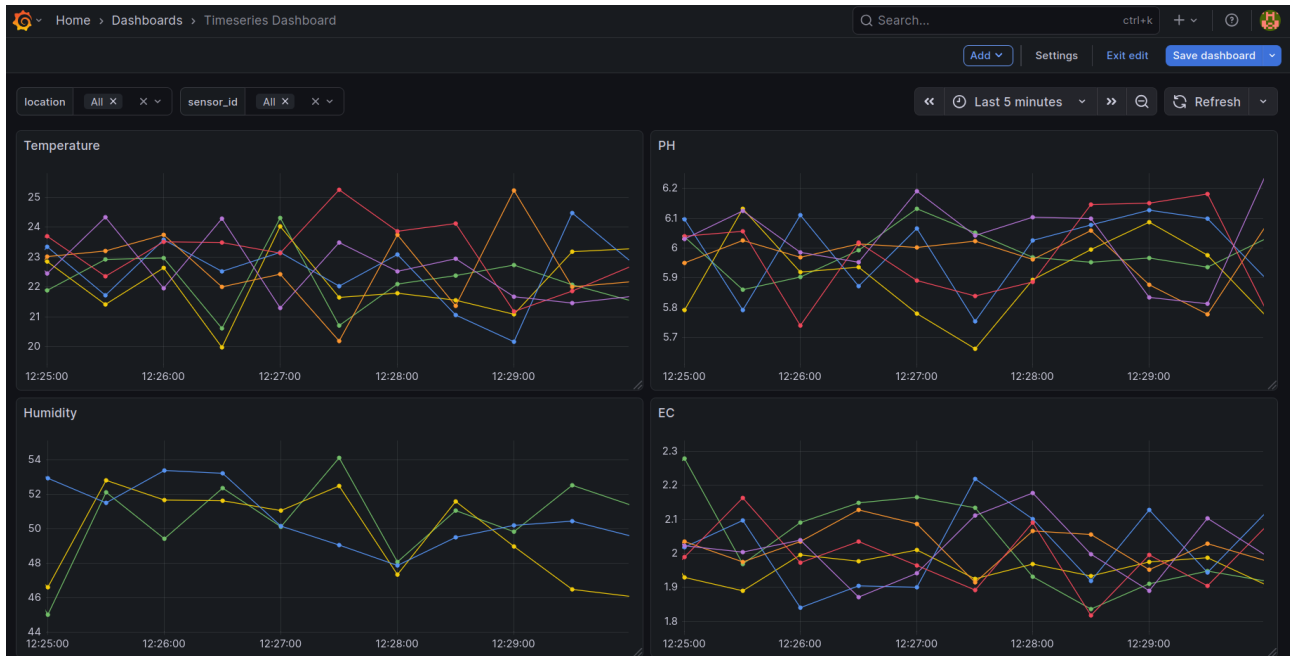 Home › Dashboards › Timeseries Dashboard
Search...
ctrl+k
Add
Settings
Exit edit
Save dashboard
location All
sensor_id All
Last 5 minutes
Refresh
Temperature
25
24
23
22
21
20
12:25:00 12:26:00 12:27:00 12:28:00 12:29:00
PH
6.2
6.1
6
5.9
5.8
5.7
12:25:00 12:26:00 12:27:00 12:28:00 12:29:00
Humidity
54
52
50
48
46
44
12:25:00 12:26:00 12:27:00 12:28:00 12:29:00
EC
2.3
2.2
2.1
2
1.9
1.8
12:25:00 12:26:00 12:27:00 12:28:00 12:29:00